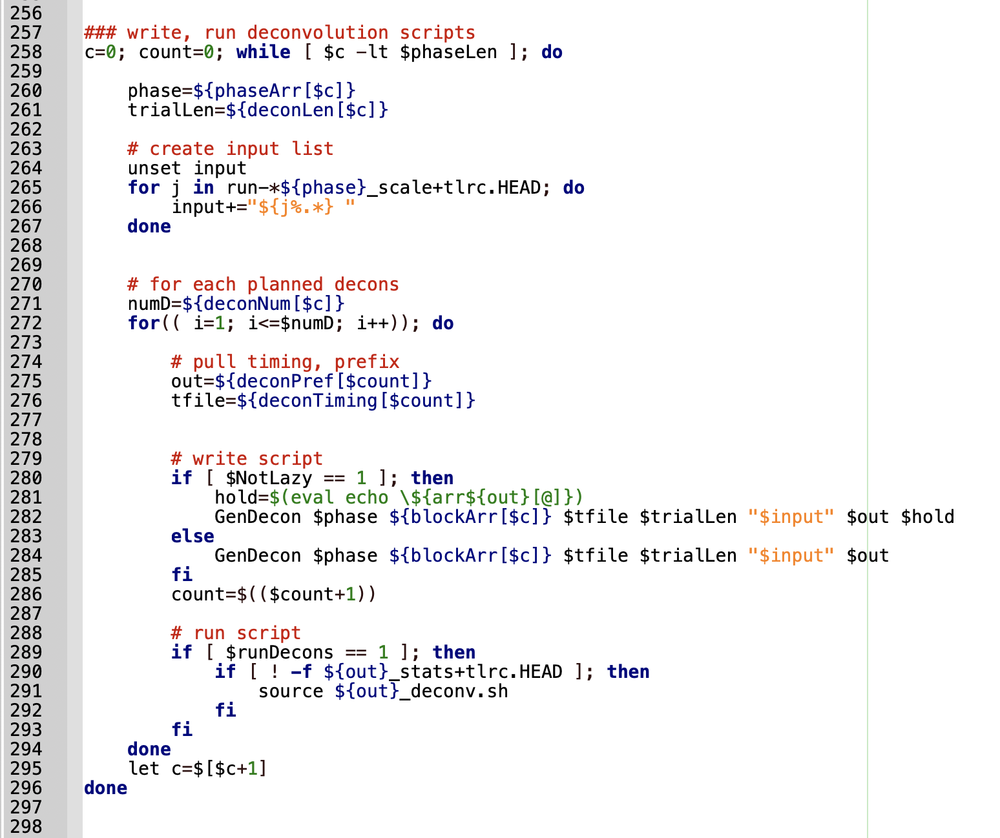 256
257 ### write, run deconvolution scripts
258 c=0; count=0; while [ $c -lt $phaseLen ]; do
259
260 phase=${phaseArr[$c]}
261 trialLen=${deconLen[$c]}
262
263 # create input list
264 unset input
265 for j in run-*${phase}_scale+tlrc.HEAD; do
266 input+="${j%.*} "
267 done
268
269
270 # for each planned decons
271 numD=${deconNum[$c]}
272 for(( i=1; i<=$numD; i++)); do
273
274 # pull timing, prefix
275 out=${deconPref[$count]}
276 tfile=${deconTiming[$count]}
277
278
279 # write script
280 if [ $NotLazy == 1 ]; then
281 hold=$(eval echo \${arr${out}[@]})
282 GenDecon $phase ${blockArr[$c]} $tfile $trialLen "$input" $out $hold
283 else
284 GenDecon $phase ${blockArr[$c]} $tfile $trialLen "$input" $out
285 fi
286 count=$(($count+1))
287
288 # run script
289 if [ $runDecons == 1 ]; then
290 if [ ! -f ${out}_stats+tlrc.HEAD ]; then
291 source ${out}_deconv.sh
292 fi
293 fi
294 done
295 let c=$[$c+1]
296 done
297
298